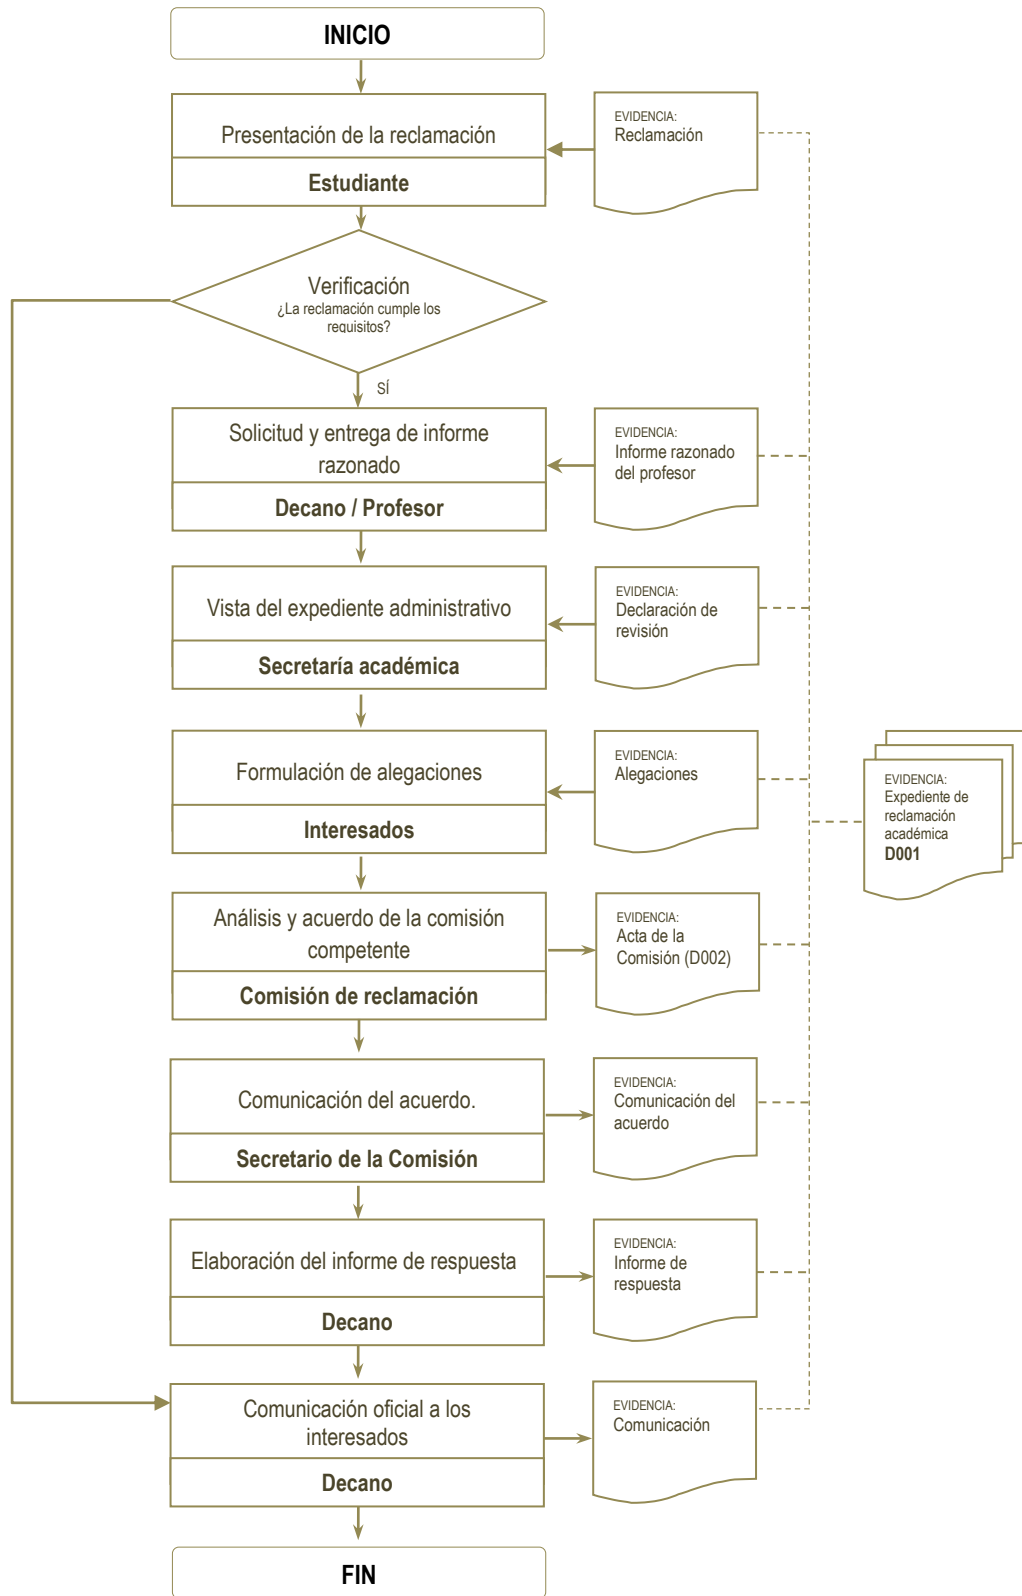 INICIO
Presentación de la reclamación
Estudiante
EVIDENCIA:
Reclamación
Verificación
¿La reclamación cumple los
requisitos?
SÍ
Solicitud y entrega de informe
razonado
Decano / Profesor
EVIDENCIA:
Informe razonado
del profesor
Vista del expediente administrativo
Secretaría académica
EVIDENCIA:
Declaración de
revisión
Formulación de alegaciones
Interesados
EVIDENCIA:
Alegaciones
EVIDENCIA:
Expediente de
reclamación
académica
D001
Análisis y acuerdo de la comisión
competente
Comisión de reclamación
EVIDENCIA:
Acta de la
Comisión (D002)
Comunicación del acuerdo.
Secretario de la Comisión
EVIDENCIA:
Comunicación del
acuerdo
Elaboración del informe de respuesta
Decano
EVIDENCIA:
Informe de
respuesta
Comunicación oficial a los
interesados
Decano
EVIDENCIA:
Comunicación
FIN